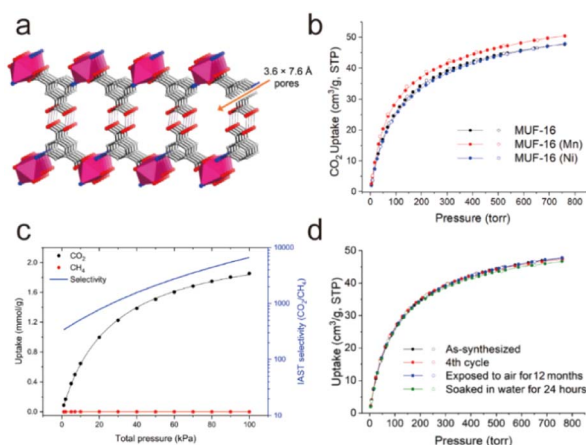 a
3.6 × 7.6 Å
pores
b
CO2 Uptake (cm3/g, STP)
50
40
30
20
10
0
MUF-16
MUF-16 (Mn)
MUF-16 (Ni)
0 100 200 300 400 500 600 700 800
Pressure (torr)
c
Uptake (mmol/g)
2.0
1.6
1.2
0.8
0.4
0.0
CO2
CH4
Selectivity
10000
1000
100
10
IAST selectivity (CO2/CH4)
0 20 40 60 80 100
Total pressure (kPa)
d
Uptake (cm3/g, STP)
50
40
30
20
10
0
As-synthesized
4th cycle
Exposed to air for 12 months
Soaked in water for 24 hours
0 100 200 300 400 500 600 700 800
Pressure (torr)